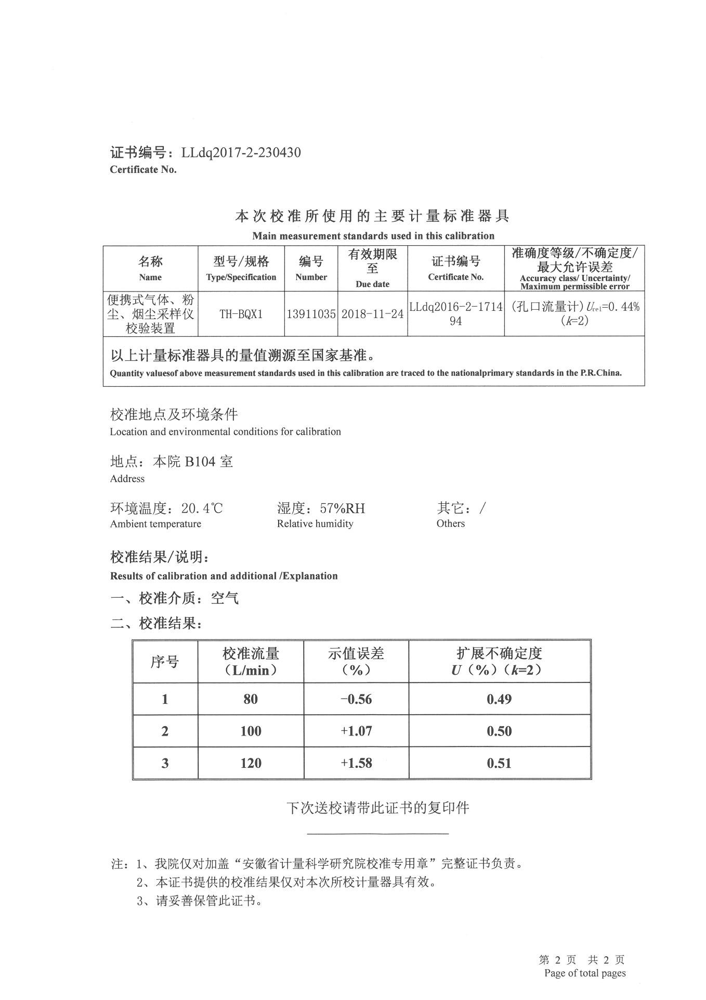 证书编号：LLdq2017-2-230430
Certificate No.
本次校准所使用的主要计量标准器具
Main measurement standards used in this calibration
名称
Name
型号/规格
Type/Specification
编号
Number
有效期限
至
Due date
证书编号
Certificate No.
准确度等级/不确定度/
最大允许误差
Accuracy class/ Uncertainty/
Maximum permissible error
便携式气体、粉
尘、烟尘采样仪
校验装置
TH-BQX1
13911035
2018-11-24
LLdq2016-2-1714
94
(孔口流量计) Urel=0.44%
(k=2)
以上计量标准器具的量值溯源至国家基准。
Quantity valuesof above measurement standards used in this calibration are traced to the nationalprimary standards in the P.R.China.
校准地点及环境条件
Location and environmental conditions for calibration
地点：本院 B104 室
Address
环境温度：20.4℃ 湿度：57%RH 其它：/
Ambient temperature Relative humidity Others
校准结果/说明：
Results of calibration and additional /Explanation
一、校准介质：空气
二、校准结果：
序号
校准流量
（L/min）
示值误差
（%）
扩展不确定度
U（%）（k=2）
1 80 −0.56 0.49
2 100 +1.07 0.50
3 120 +1.58 0.51
下次送校请带此证书的复印件
注：1、我院仅对加盖“安徽省计量科学研究院校准专用章”完整证书负责。
2、本证书提供的校准结果仅对本次所校计量器具有效。
3、请妥善保管此证书。
第 2 页 共 2 页
Page of total pages